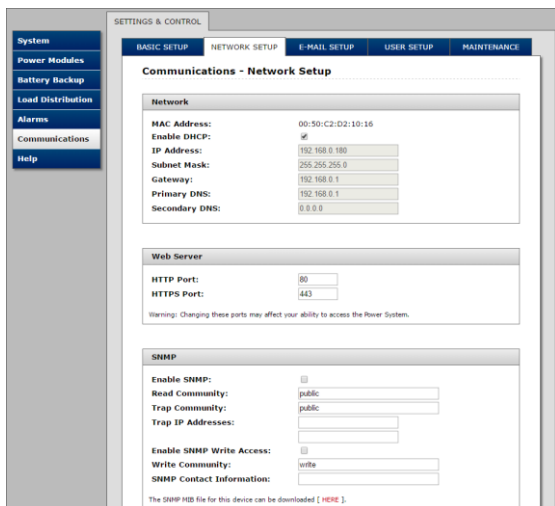 SETTINGS & CONTROL
System
Power Modules
Battery Backup
Load Distribution
Alarms
Communications
Help
BASIC SETUP NETWORK SETUP E-MAIL SETUP USER SETUP MAINTENANCE
Communications - Network Setup
Network
MAC Address: 00:50:C2:D2:10:16
Enable DHCP:
IP Address: 192.168.0.180
Subnet Mask: 255.255.255.0
Gateway: 192.168.0.1
Primary DNS: 192.168.0.1
Secondary DNS: 0.0.0.0
Web Server
HTTP Port: 80
HTTPS Port: 443
Warning: Changing these ports may affect your ability to access the Power System.
SNMP
Enable SNMP:
Read Community: public
Trap Community: public
Trap IP Addresses:
Enable SNMP Write Access:
Write Community: write
SNMP Contact Information:
The SNMP MIB file for this device can be downloaded [ HERE ].